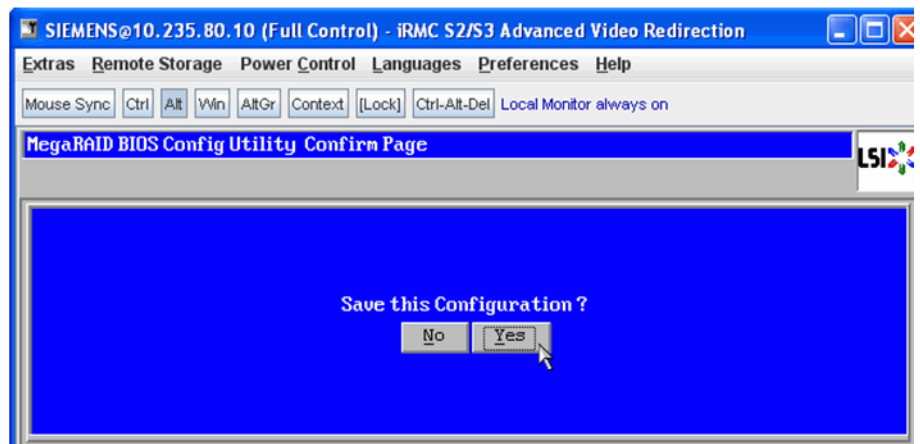 SIEMENS@10.235.80.10 (Full Control) - iRMC S2/S3 Advanced Video Redirection
Extras Remote Storage Power Control Languages Preferences Help
Mouse Sync Ctrl Alt Win AltGr Context [Lock] Ctrl-Alt-Del Local Monitor always on
MegaRAID BIOS Config Utility Confirm Page
LSI
Save this Configuration ?
No Yes